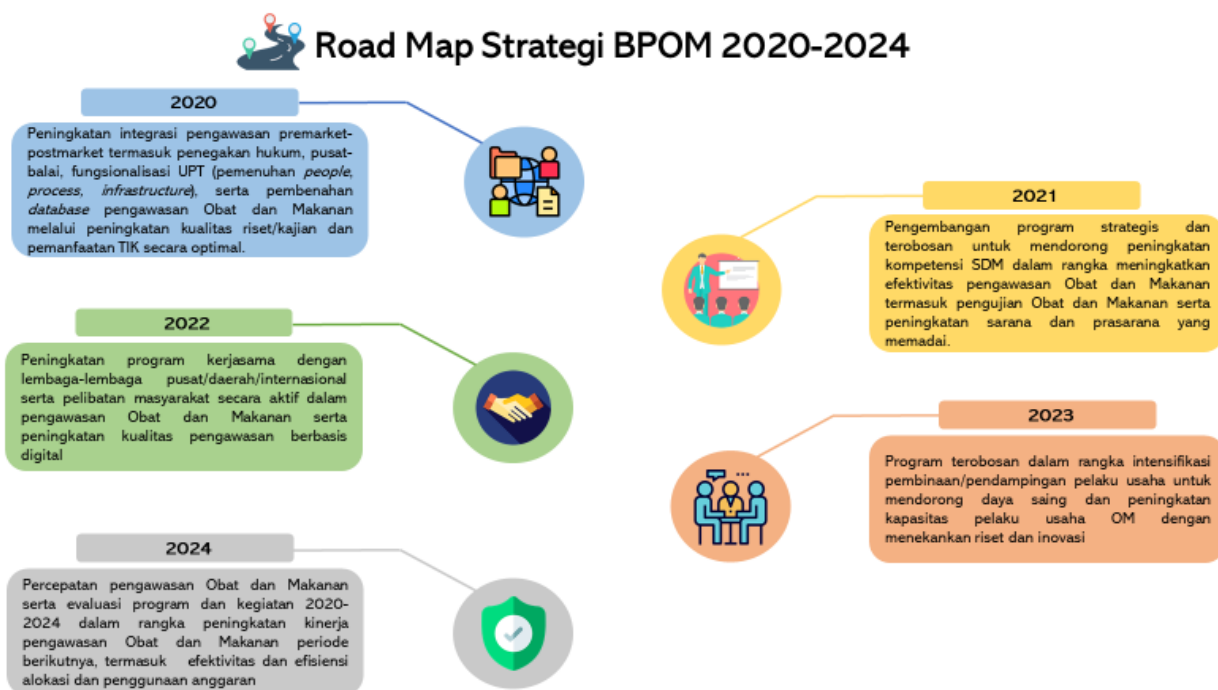 Road Map Strategi BPOM 2020-2024
2020
Peningkatan integrasi pengawasan premarket-
postmarket termasuk penegakan hukum, pusat-
balai, fungsionalisasi UPT (pemenuhan people,
process, infrastructure), serta pembenahan
database pengawasan Obat dan Makanan
melalui peningkatan kualitas riset/kajian dan
pemanfaatan TIK secara optimal.
2021
Pengembangan program strategis dan
terobosan untuk mendorong peningkatan
kompetensi SDM dalam rangka meningkatkan
efektivitas pengawasan Obat dan Makanan
termasuk pengujian Obat dan Makanan serta
peningkatan sarana dan prasarana yang
memadai.
2022
Peningkatan program kerjasama dengan
lembaga-lembaga pusat/daerah/internasional
serta pelibatan masyarakat secara aktif dalam
pengawasan Obat dan Makanan serta
peningkatan kualitas pengawasan berbasis
digital
2023
Program terobosan dalam rangka intensifikasi
pembinaan/pendampingan pelaku usaha untuk
mendorong daya saing dan peningkatan
kapasitas pelaku usaha OM dengan
menekankan riset dan inovasi
2024
Percepatan pengawasan Obat dan Makanan
serta evaluasi program dan kegiatan 2020-
2024 dalam rangka peningkatan kinerja
pengawasan Obat dan Makanan periode
berikutnya, termasuk efektivitas dan efisiensi
alokasi dan penggunaan anggaran